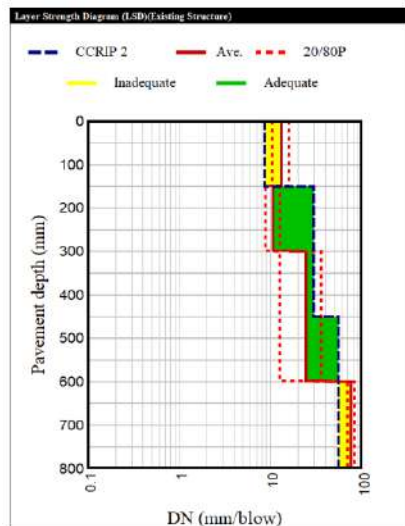 Layer Strength Diagram (LSD)(Existing Structure)
CCRIP 2 Ave. 20/80P
Inadequate Adequate
0
100
200
300
400
500
600
700
800
Pavement depth (mm)
0.1 1 10 100
DN (mm/blow)